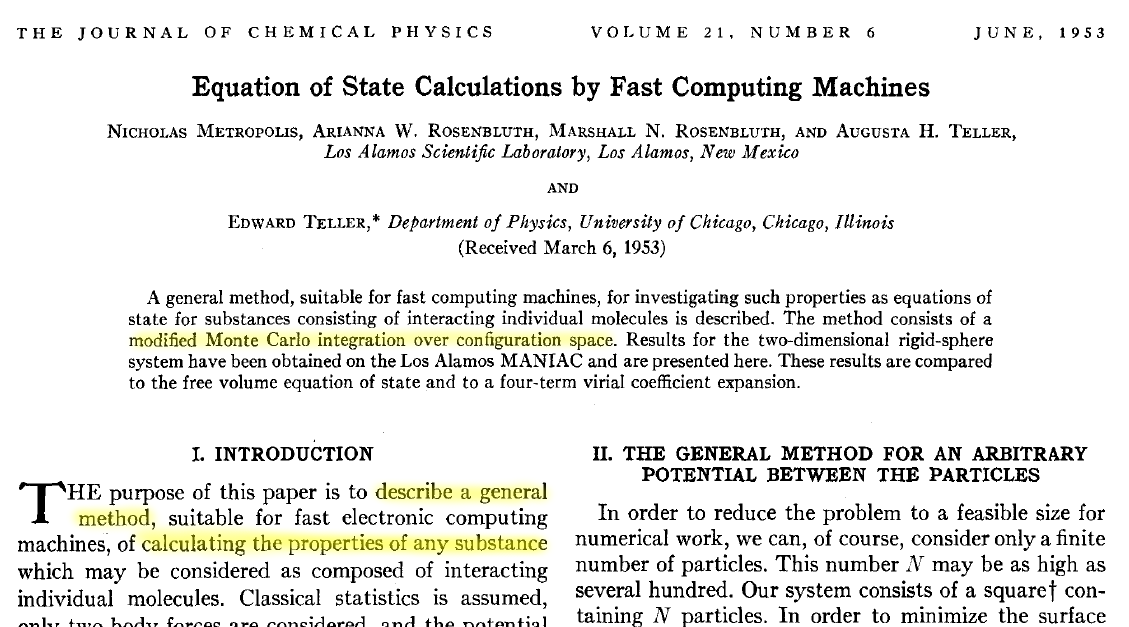 THE JOURNAL OF CHEMICAL PHYSICS VOLUME 21, NUMBER 6 JUNE, 1953
Equation of State Calculations by Fast Computing Machines
NICHOLAS METROPOLIS, ARIANNA W. ROSENBLUTH, MARSHALL N. ROSENBLUTH, AND AUGUSTA H. TELLER,
Los Alamos Scientific Laboratory, Los Alamos, New Mexico
AND
EDWARD TELLER,* Department of Physics, University of Chicago, Chicago, Illinois
(Received March 6, 1953)
A general method, suitable for fast computing machines, for investigating such properties as equations of
state for substances consisting of interacting individual molecules is described. The method consists of a
modified Monte Carlo integration over configuration space. Results for the two-dimensional rigid-sphere
system have been obtained on the Los Alamos MANIAC and are presented here. These results are compared
to the free volume equation of state and to a four-term virial coefficient expansion.
I. INTRODUCTION
THE purpose of this paper is to describe a general
method, suitable for fast electronic computing
machines, of calculating the properties of any substance
which may be considered as composed of interacting
individual molecules. Classical statistics is assumed,
only two-body forces are considered, and the potential
II. THE GENERAL METHOD FOR AN ARBITRARY
POTENTIAL BETWEEN THE PARTICLES
In order to reduce the problem to a feasible size for
numerical work, we can, of course, consider only a finite
number of particles. This number N may be as high as
several hundred. Our system consists of a square† con-
taining N particles. In order to minimize the surface